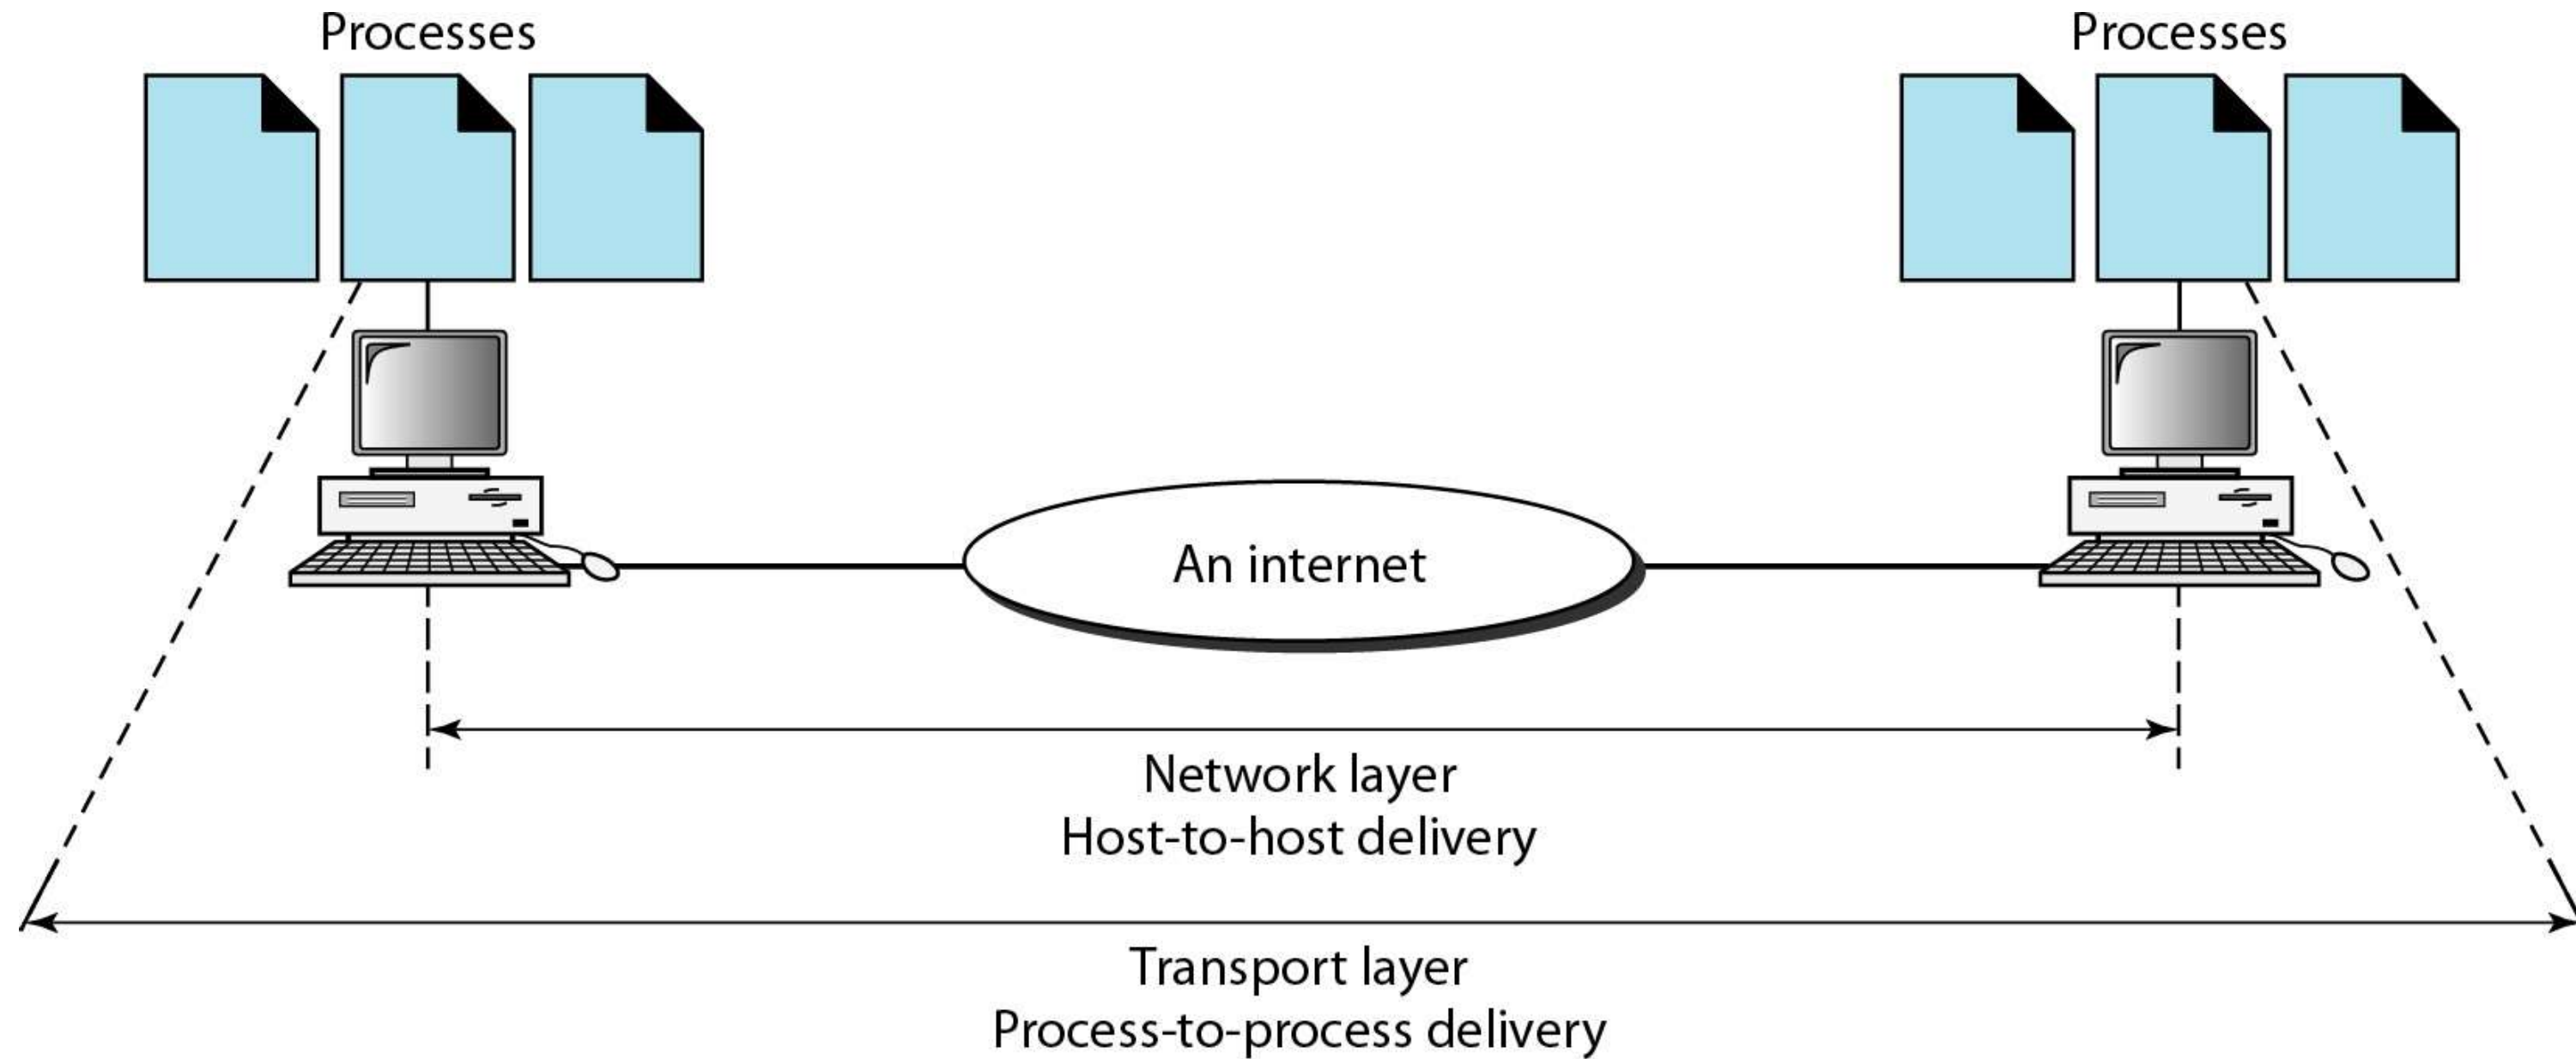 Processes
Processes
An internet
Network layer
Host-to-host delivery
Transport layer
Process-to-process delivery